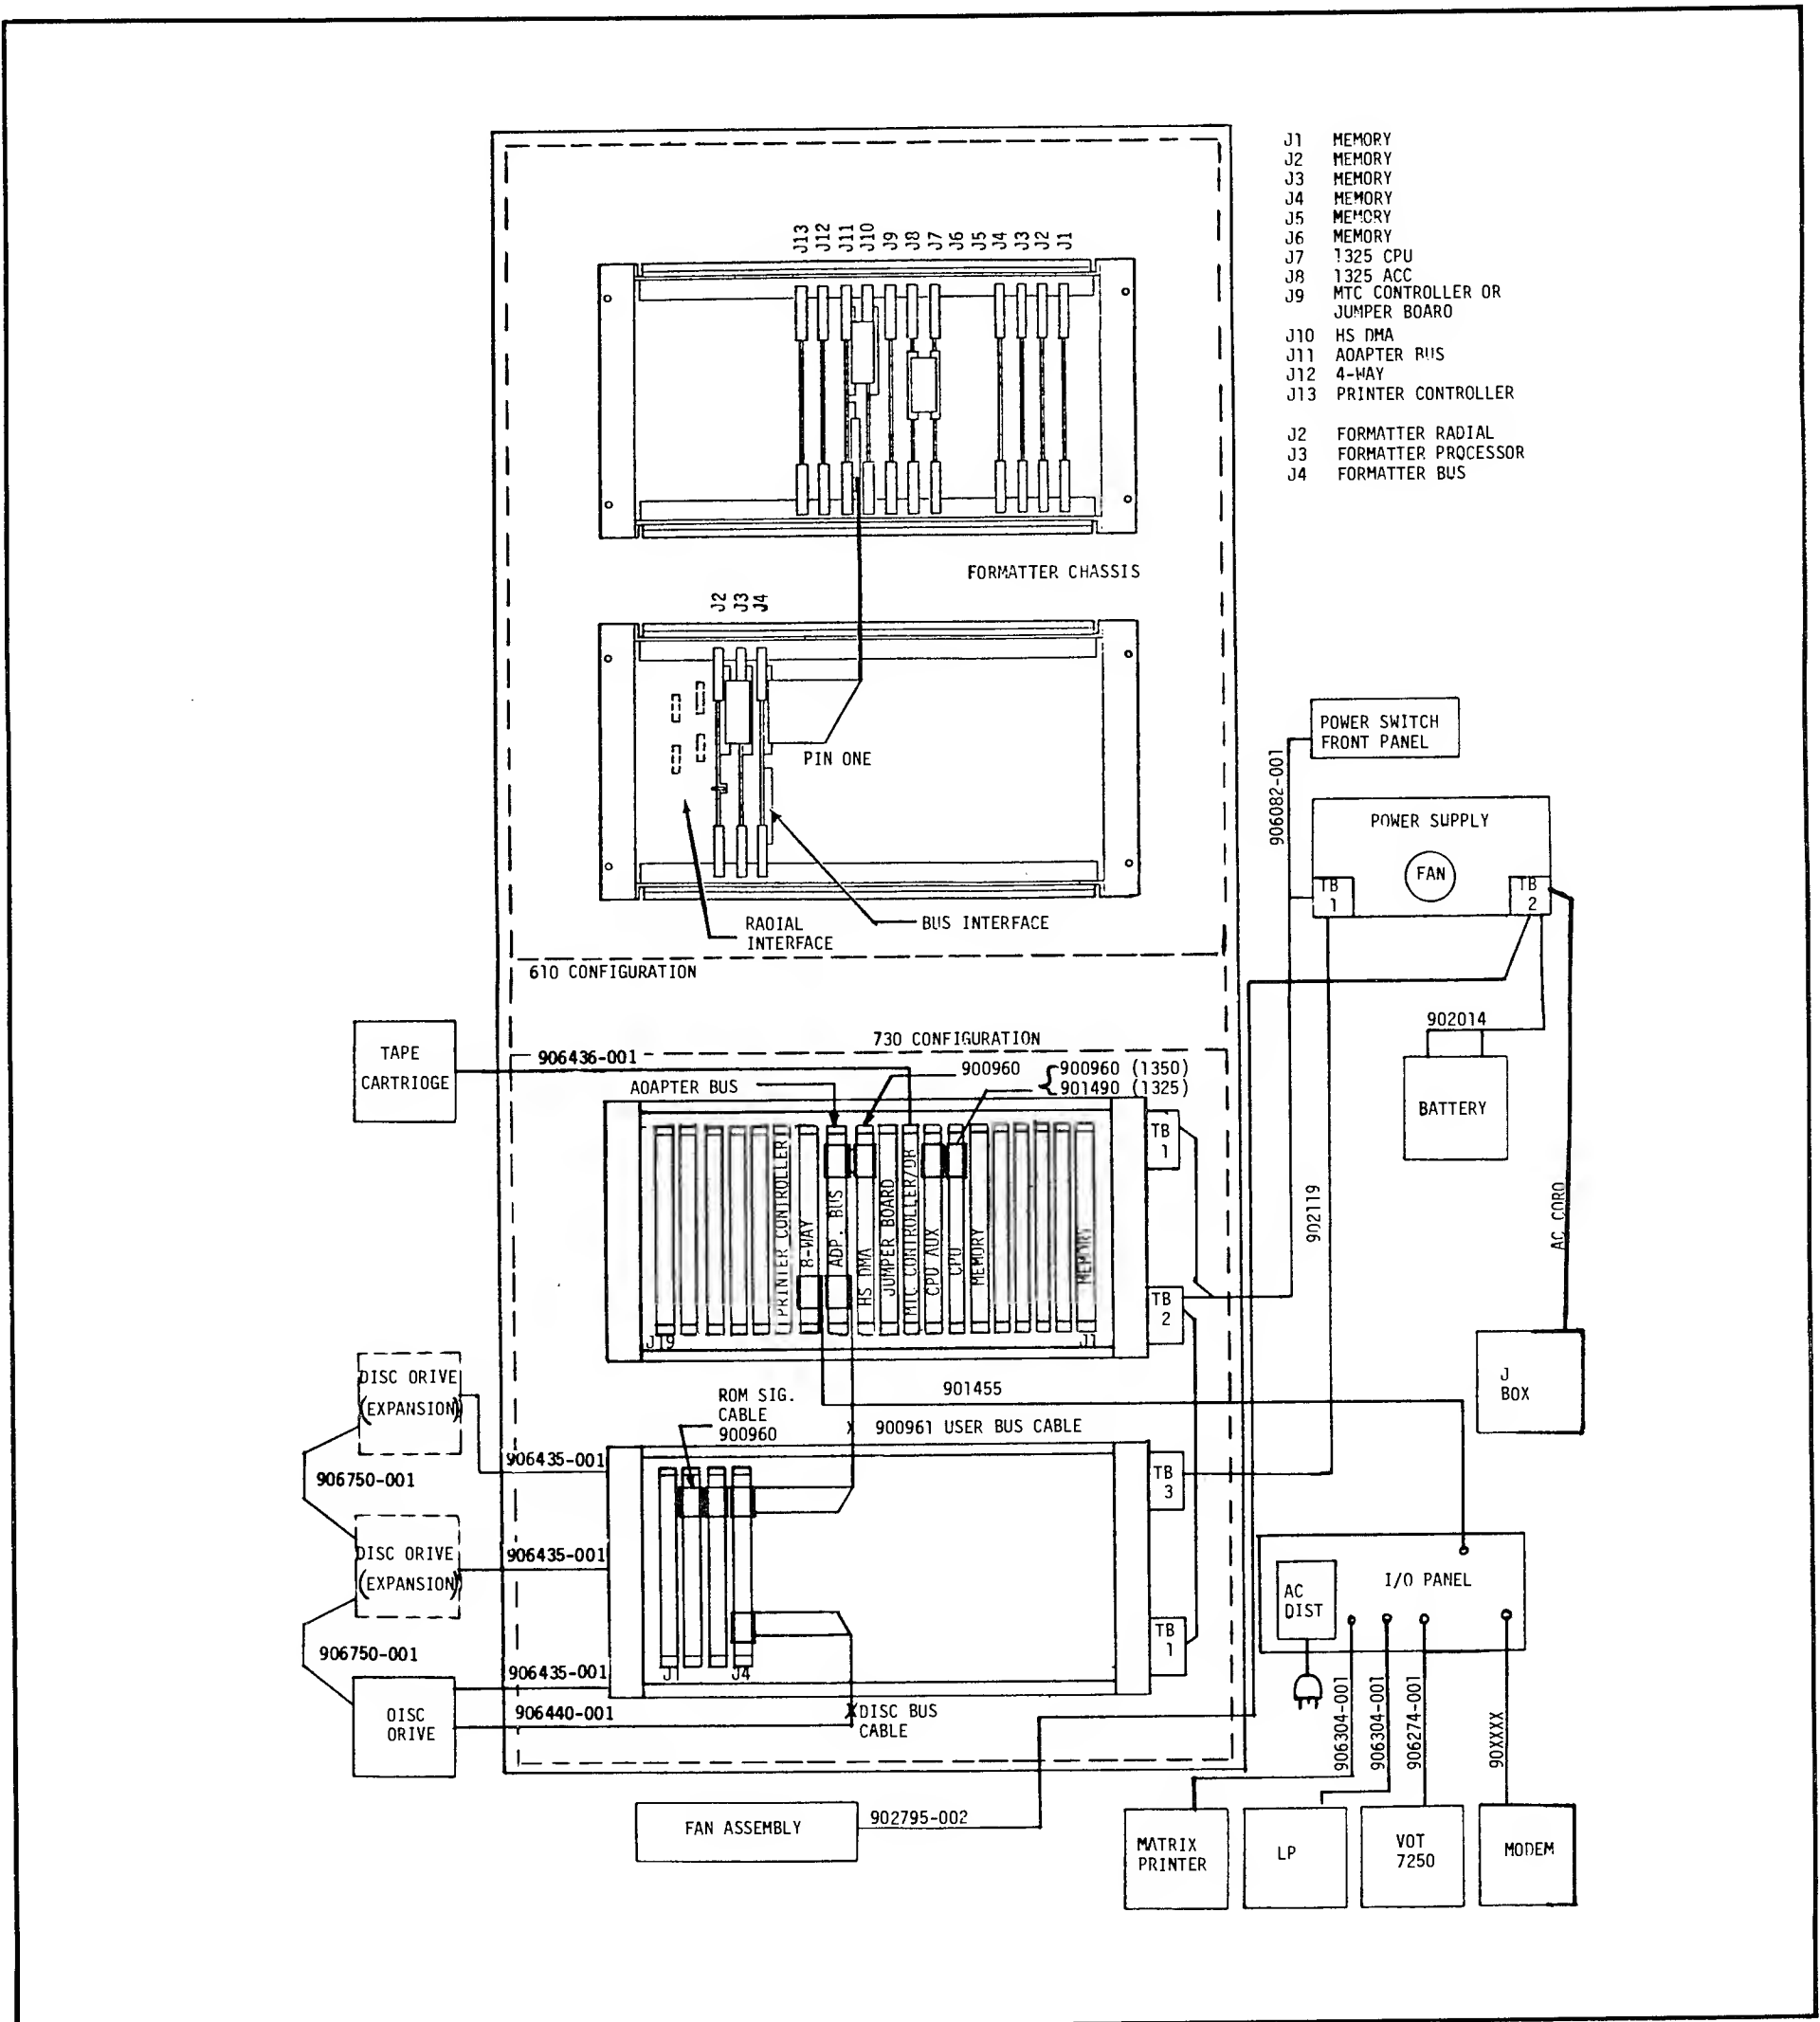 J1 MEMORY
J2 MEMORY
J3 MEMORY
J4 MEMORY
J5 MEMORY
J6 MEMORY
J7 1325 CPU
J8 1325 ACC
J9 MTC CONTROLLER OR
JUMPER BOARD
J10 HS DMA
J11 AOAPTER BUS
J12 4-WAY
J13 PRINTER CONTROLLER
J2 FORMATTER RADIAL
J3 FORMATTER PROCESSOR
J4 FORMATTER BUS
J13 J12 J11 J10 J9 J8 J7 J6 J5 J4 J3 J2 J1
FORMATTER CHASSIS
J2 J3 J4
PIN ONE
RAOIAL
INTERFACE
BUS INTERFACE
610 CONFIGURATION
POWER SWITCH
FRONT PANEL
906082-001
POWER SUPPLY
FAN
TB
1
TB
2
902014
BATTERY
902119
AC CORO
J
BOX
TAPE
CARTRIOGE
906436-001
730 CONFIGURATION
AOAPTER BUS
900960
900960 (1350)
901490 (1325)
PRINTER CONTROLLER
8-WAY
ADP. BUS
HS DMA
JUMPER BOARD
MTC CONTROLLER/OR
CPU AUX
CPU
MEMORY
MEMORY
J19
J1
TB
1
TB
2
901455
ROM SIG.
CABLE
900960
X 900961 USER BUS CABLE
DISC ORIVE
(EXPANSION)
906435-001
906750-001
DISC ORIVE
(EXPANSION)
906435-001
906750-001
906435-001
906440-001
OISC
ORIVE
J1
J4
TB
3
TB
1
X DISC BUS
CABLE
I/O PANEL
AC
DIST
906304-001
906304-001
906274-001
90XXXX
FAN ASSEMBLY
902795-002
MATRIX
PRINTER
LP
VOT
7250
MODEM